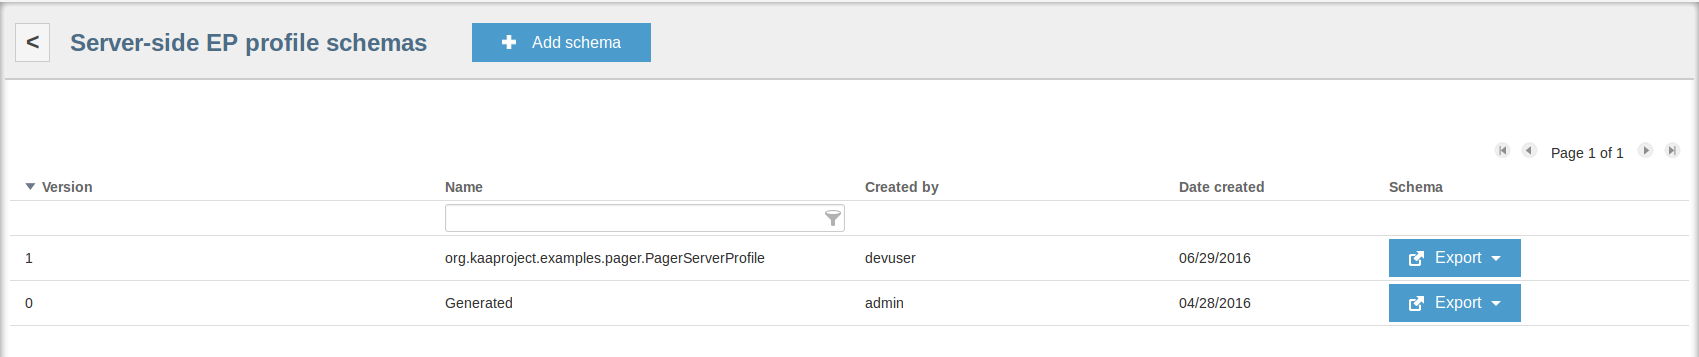 < Server-side EP profile schemas Add schema
Page 1 of 1
Version Name Created by Date created Schema
1 org.kaaproject.examples.pager.PagerServerProfile devuser 06/29/2016 Export
0 Generated admin 04/28/2016 Export